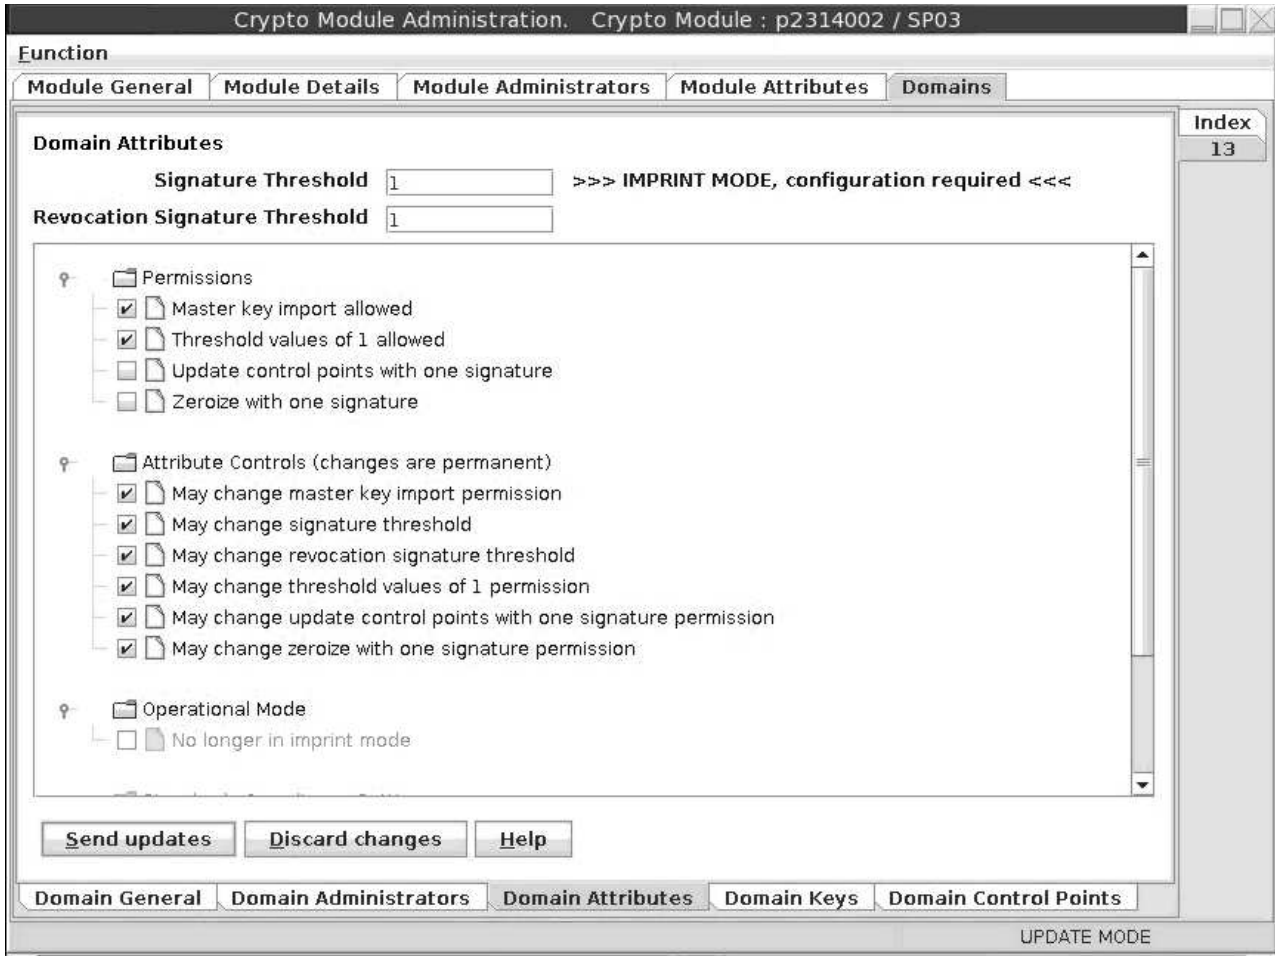 Crypto Module Administration.   Crypto Module : p2314002 / SP03
Function
Module General   Module Details   Module Administrators   Module Attributes   Domains
Index
13
Domain Attributes
Signature Threshold   1   >>> IMPRINT MODE, configuration required <<<
Revocation Signature Threshold   1
Permissions
Master key import allowed
Threshold values of 1 allowed
Update control points with one signature
Zeroize with one signature
Attribute Controls (changes are permanent)
May change master key import permission
May change signature threshold
May change revocation signature threshold
May change threshold values of 1 permission
May change update control points with one signature permission
May change zeroize with one signature permission
Operational Mode
No longer in imprint mode
Send updates   Discard changes   Help
Domain General   Domain Administrators   Domain Attributes   Domain Keys   Domain Control Points
UPDATE MODE